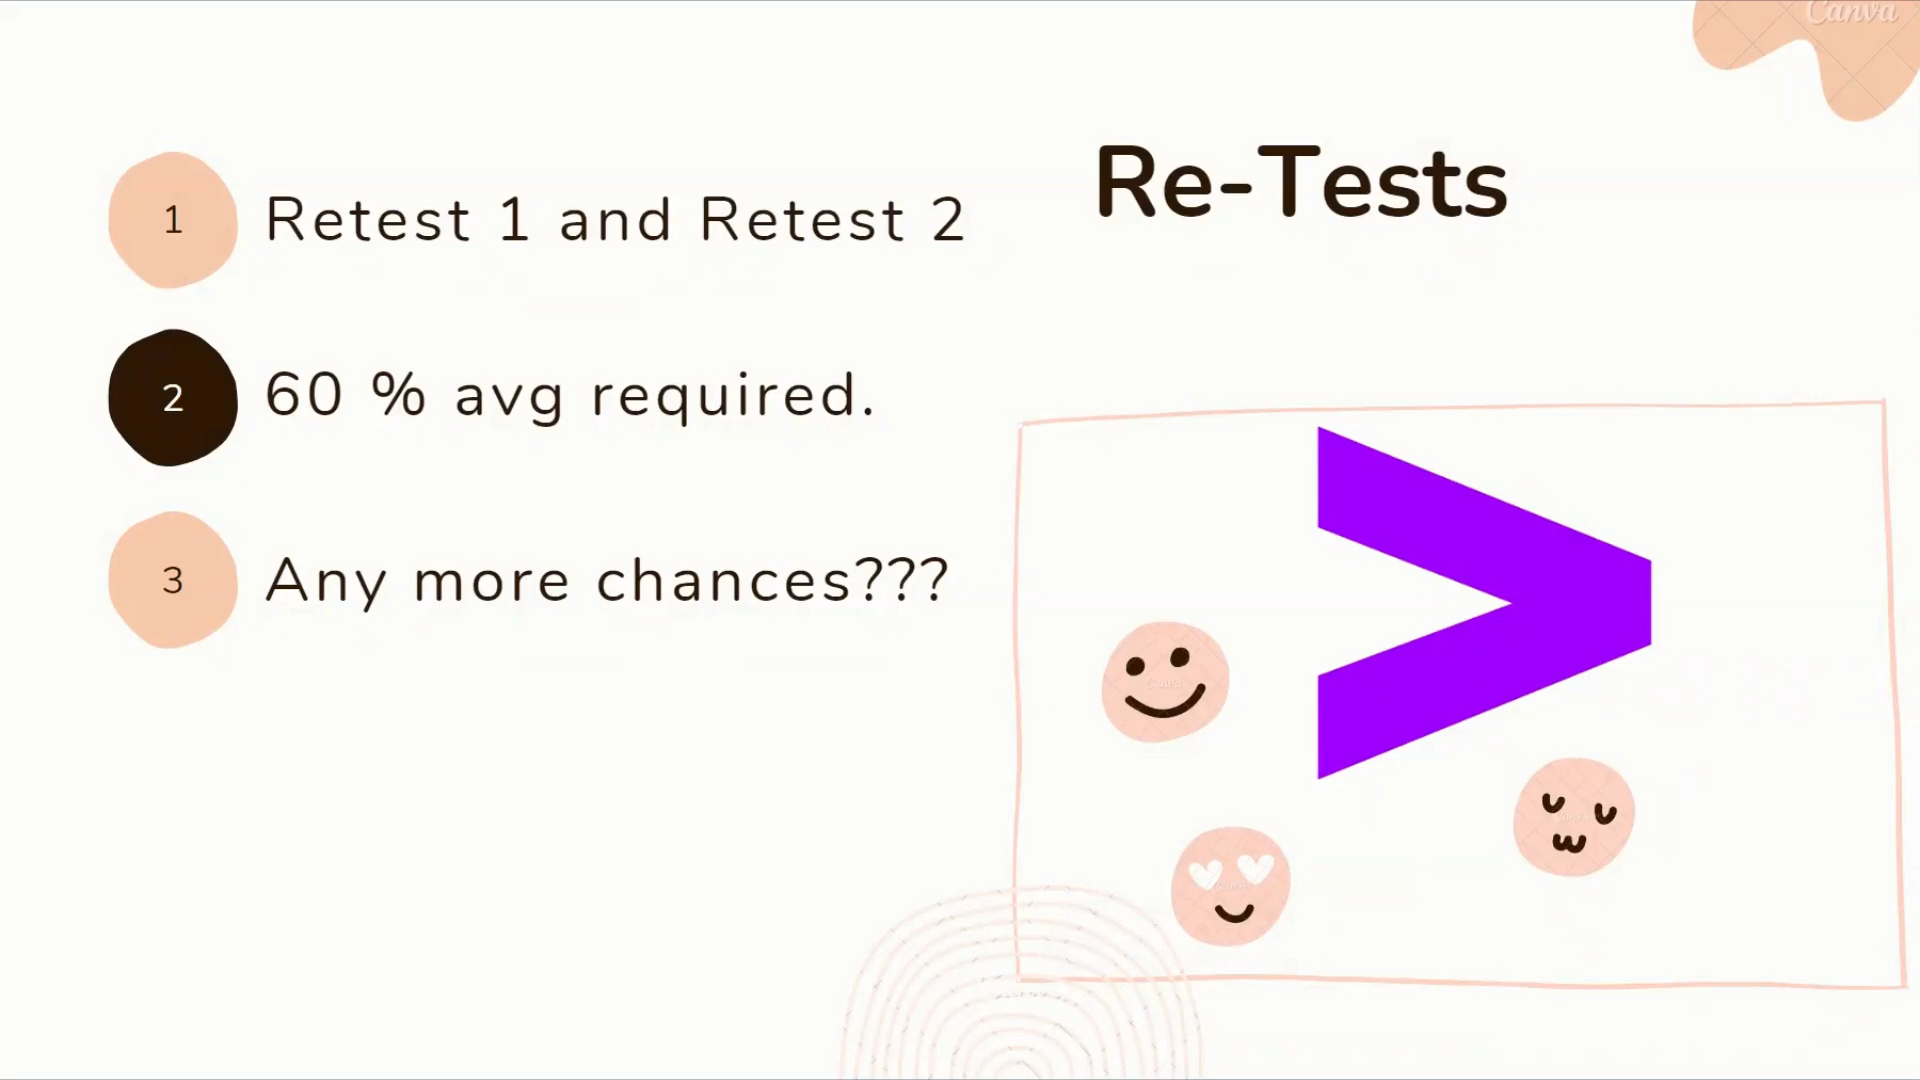 Canva
Re-Tests
1
Retest 1 and Retest 2
2
60 % avg required.
3
Any more chances???